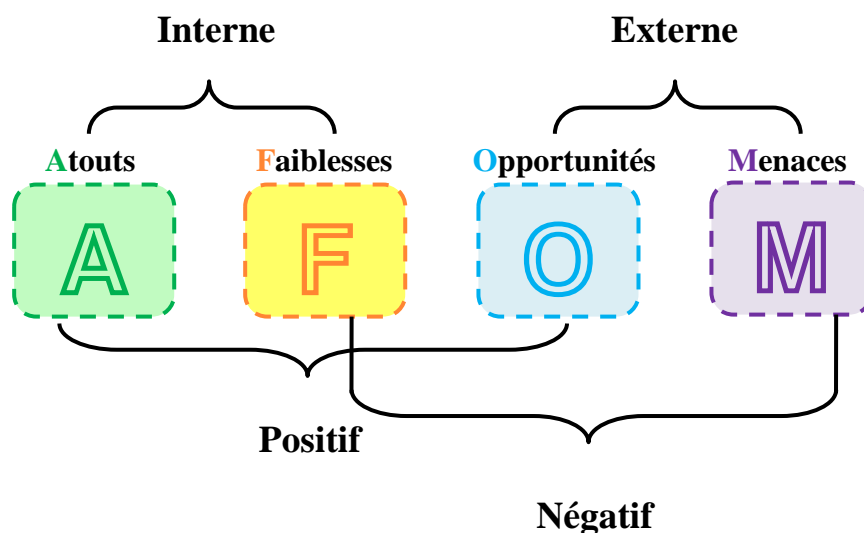 Interne Externe
Atouts Faiblesses Opportunités Menaces
A F O M
Positif
Négatif